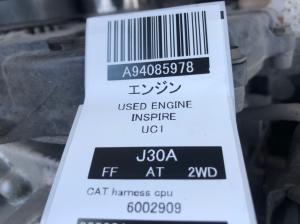 A94085978
エンジン
USED ENGINE
INSPIRE
UC1
J30A
FF AT 2WD
CAT harness cpu
6002909